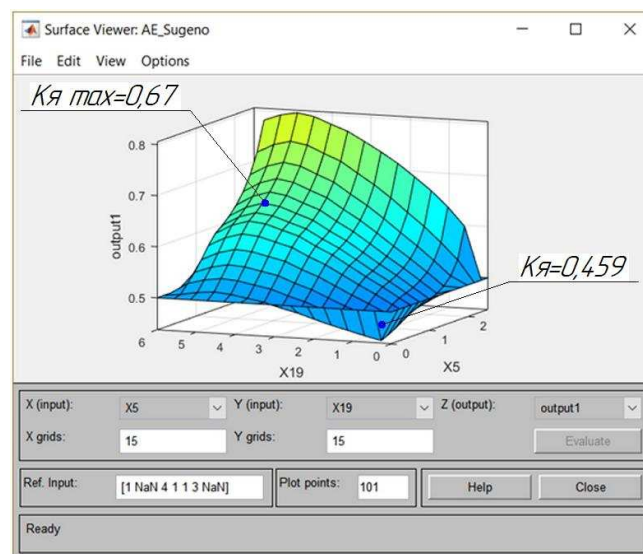 Surface Viewer: AE_Sugeno
File Edit View Options
Kя max=0,67
0.8
0.7
0.6
0.5
output1
Kя=0,459
6 5 4 3 2 1 0
X19
0 1 2
X5
X (input): X5 Y (input): X19 Z (output): output1
X grids: 15 Y grids: 15 Evaluate
Ref. Input: [1 NaN 4 1 1 3 NaN] Plot points: 101 Help Close
Ready